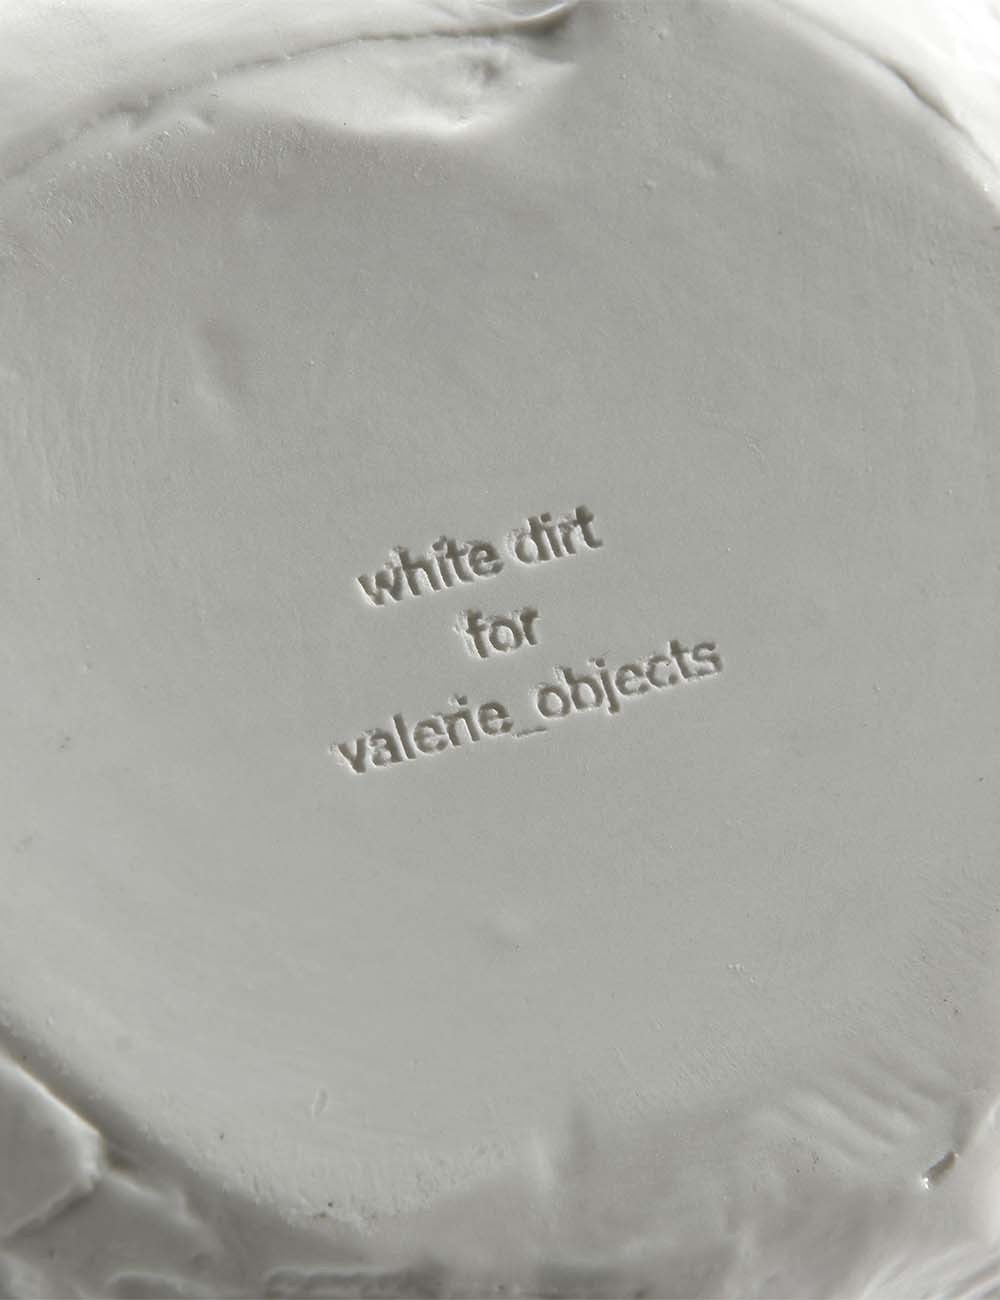 white dirt
for
valerie_objects